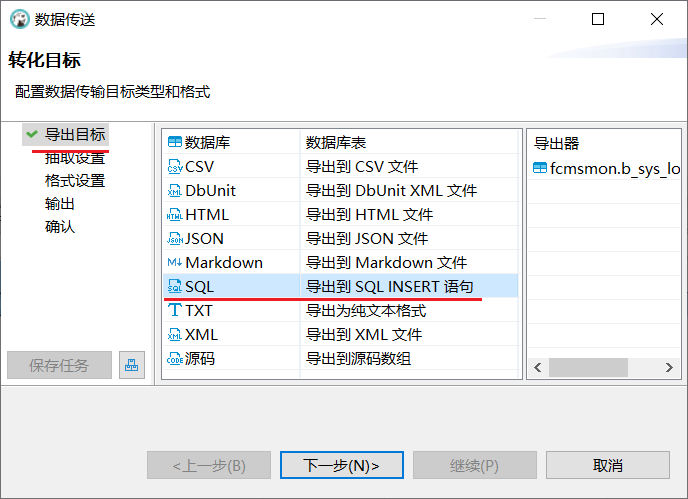 数据传送
转化目标
配置数据传输目标类型和格式
导出目标
抽取设置
格式设置
输出
确认
保存任务
数据库 数据库表
CSV 导出到 CSV 文件
DbUnit 导出到 DbUnit XML 文件
HTML 导出到 HTML 文件
JSON 导出到 JSON 文件
Markdown 导出到 Markdown 文件
SQL 导出到 SQL INSERT 语句
TXT 导出为纯文本格式
XML 导出到 XML 文件
源码 导出到源码数组
导出器
fcmsmon.b_sys_lo
<上一步(B)
下一步(N)>
继续(P)
取消